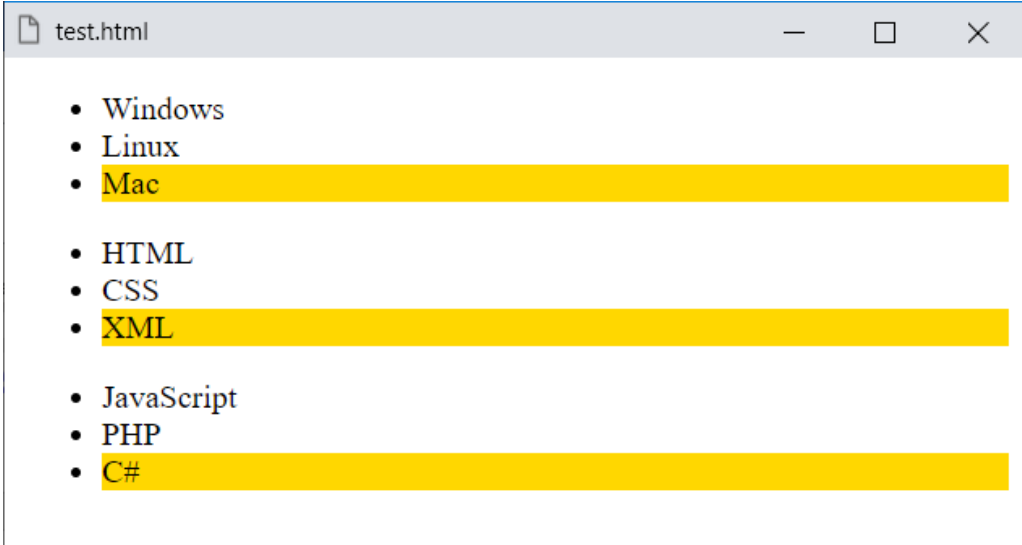 test.html
Windows
Linux
Mac
HTML
CSS
XML
JavaScript
PHP
C#